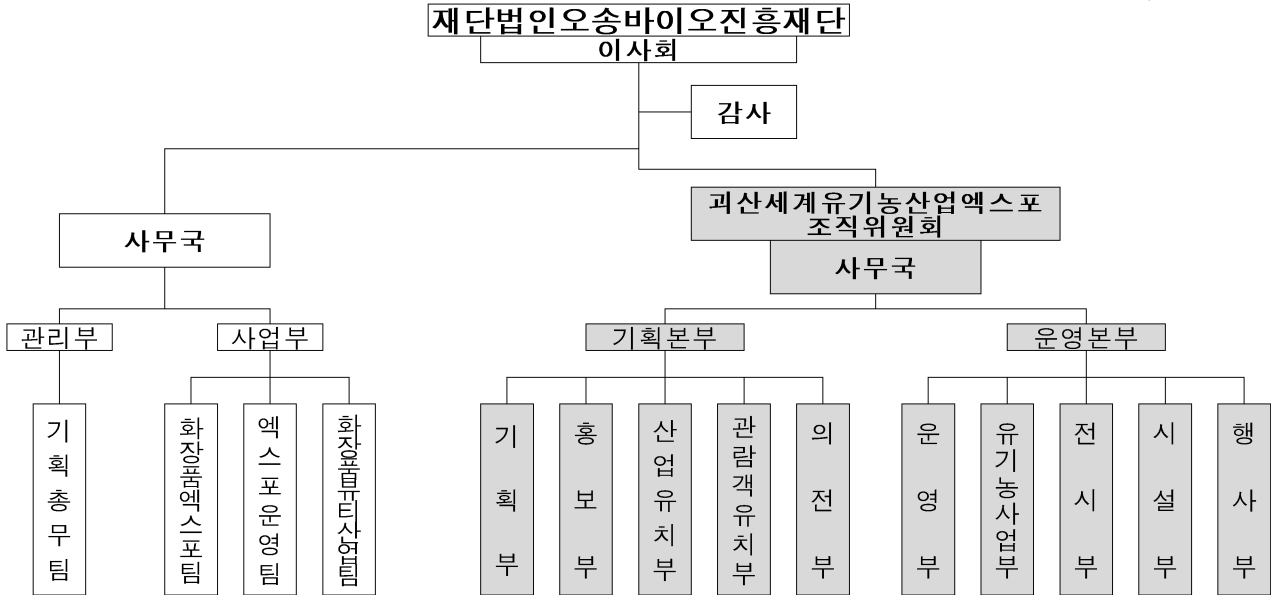 재단법인오송바이오진흥재단
이사회
감사
괴산세계유기농산업엑스포
조직위원회
사무국
사무국
관리부
사업부
기획본부
운영본부
기획총무팀
화장품엑스포팀
엑스포운영팀
화장품뷰티산업팀
기획부
홍보부
산업유치부
관람객유치부
의전부
운영부
유기농사업부
전시부
시설부
행사부